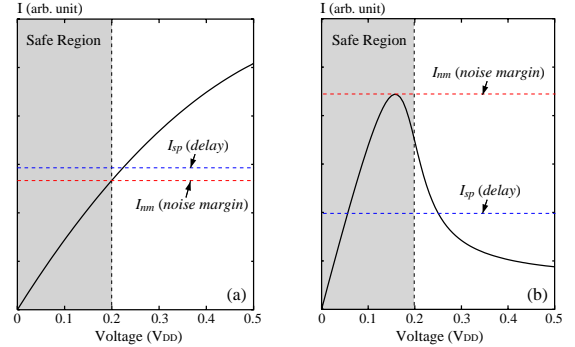 I (arb. unit)
Safe Region
I_sp (delay)
I_nm (noise margin)
(a)
0 0.1 0.2 0.3 0.4 0.5
Voltage (VDD)
I (arb. unit)
Safe Region
I_nm (noise margin)
I_sp (delay)
(b)
0 0.1 0.2 0.3 0.4 0.5
Voltage (VDD)